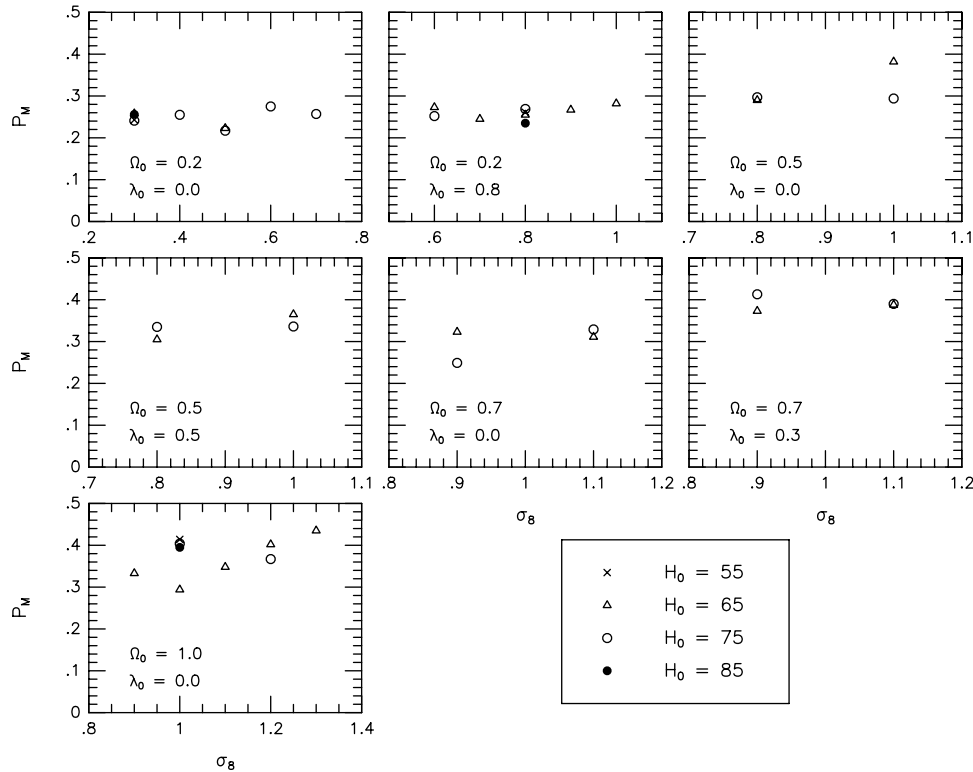 .5 .5 .5
.4 .4 .4
.3 .3 .3
P_M
.2 .2 .2
Ω₀ = 0.2 Ω₀ = 0.2 Ω₀ = 0.5
.1 .1 .1
λ₀ = 0.0 λ₀ = 0.8 λ₀ = 0.0
0 0 0
.2 .4 .6 .8 .6 .8 1 .7 .8 .9 1 1.1
.5 .5 .5
.4 .4 .4
.3 .3 .3
P_M
.2 .2 .2
Ω₀ = 0.5 Ω₀ = 0.7 Ω₀ = 0.7
.1 .1 .1
λ₀ = 0.5 λ₀ = 0.0 λ₀ = 0.3
0 0 0
.7 .8 .9 1 1.1 .8 .9 1 1.1 1.2 .8 .9 1 1.1 1.2
σ₈ σ₈
.5
.4
.3
P_M
.2
Ω₀ = 1.0
.1
λ₀ = 0.0
0
.8 1 1.2 1.4
σ₈
× H₀ = 55
△ H₀ = 65
○ H₀ = 75
● H₀ = 85